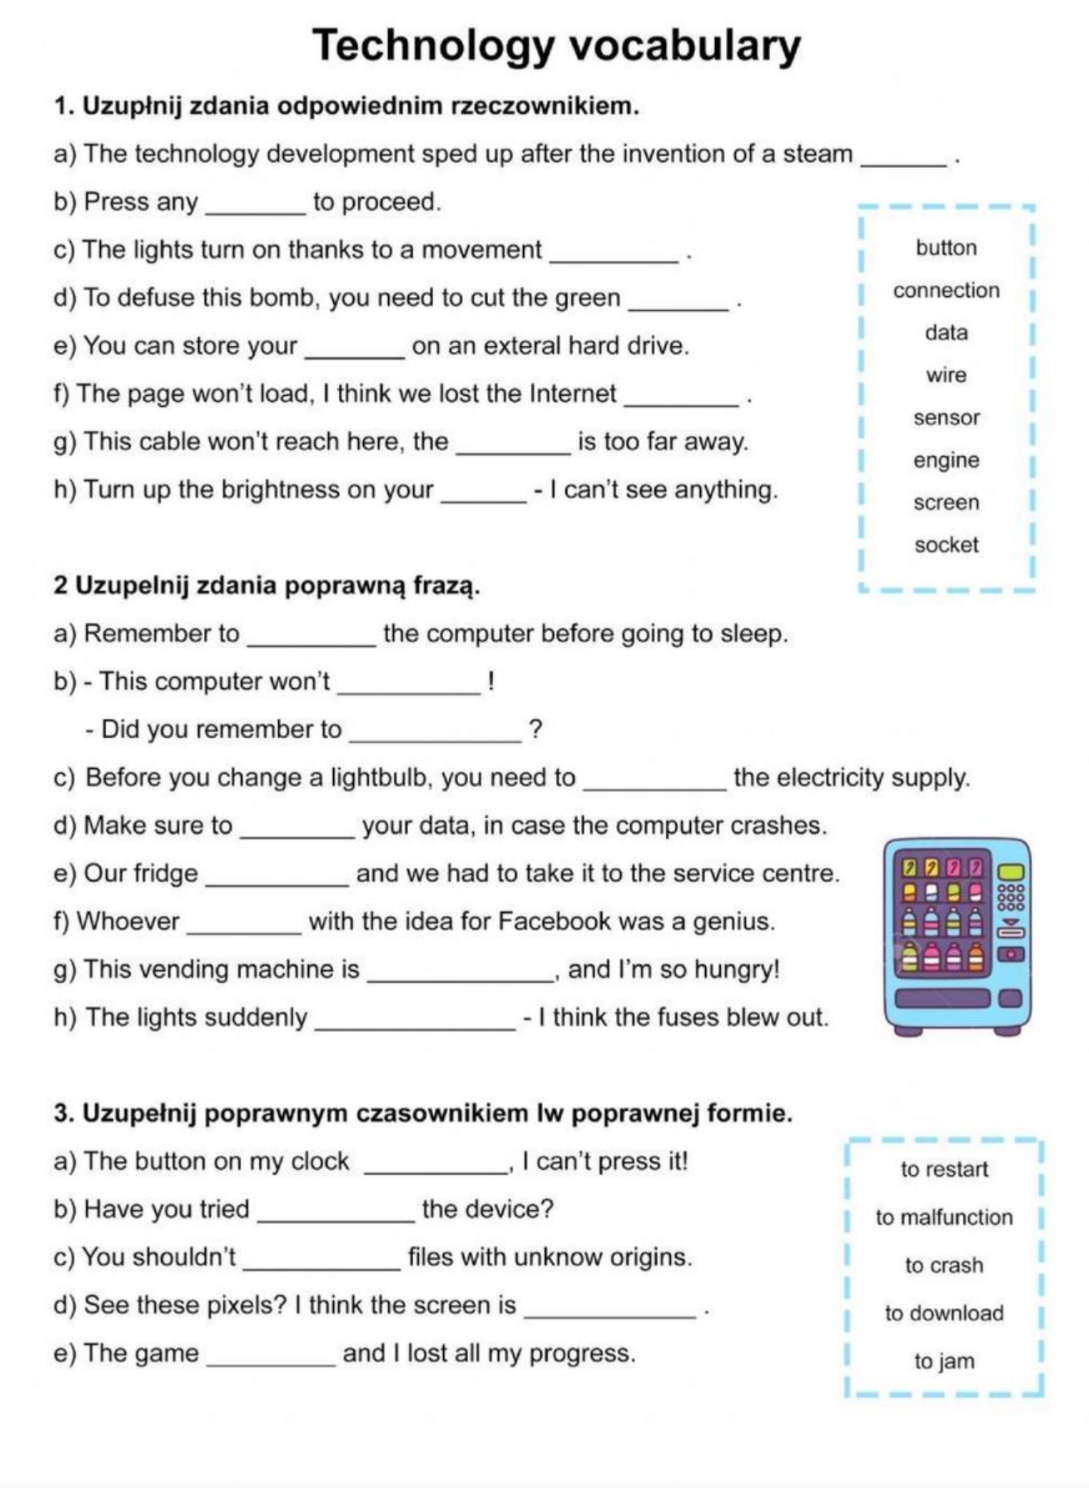 Technology vocabulary
1. Uzupłnij zdania odpowiednim rzeczownikiem.
a) The technology development sped up after the invention of a steam ______ .
b) Press any _______ to proceed.
c) The lights turn on thanks to a movement _________ .
d) To defuse this bomb, you need to cut the green _______ .
e) You can store your _______ on an exteral hard drive.
f) The page won't load, I think we lost the Internet ________ .
g) This cable won't reach here, the ________ is too far away.
h) Turn up the brightness on your ______ - I can't see anything.
button
connection
data
wire
sensor
engine
screen
socket
2 Uzupelnij zdania poprawną frazą.
a) Remember to _________ the computer before going to sleep.
b) - This computer won't __________ !
- Did you remember to ____________ ?
c) Before you change a lightbulb, you need to __________ the electricity supply.
d) Make sure to ________ your data, in case the computer crashes.
e) Our fridge __________ and we had to take it to the service centre.
f) Whoever ________ with the idea for Facebook was a genius.
g) This vending machine is _____________, and I'm so hungry!
h) The lights suddenly ______________ - I think the fuses blew out.
3. Uzupełnij poprawnym czasownikiem Iw poprawnej formie.
a) The button on my clock __________, I can't press it!
b) Have you tried ___________ the device?
c) You shouldn't ___________ files with unknow origins.
d) See these pixels? I think the screen is ____________ .
e) The game _________ and I lost all my progress.
to restart
to malfunction
to crash
to download
to jam